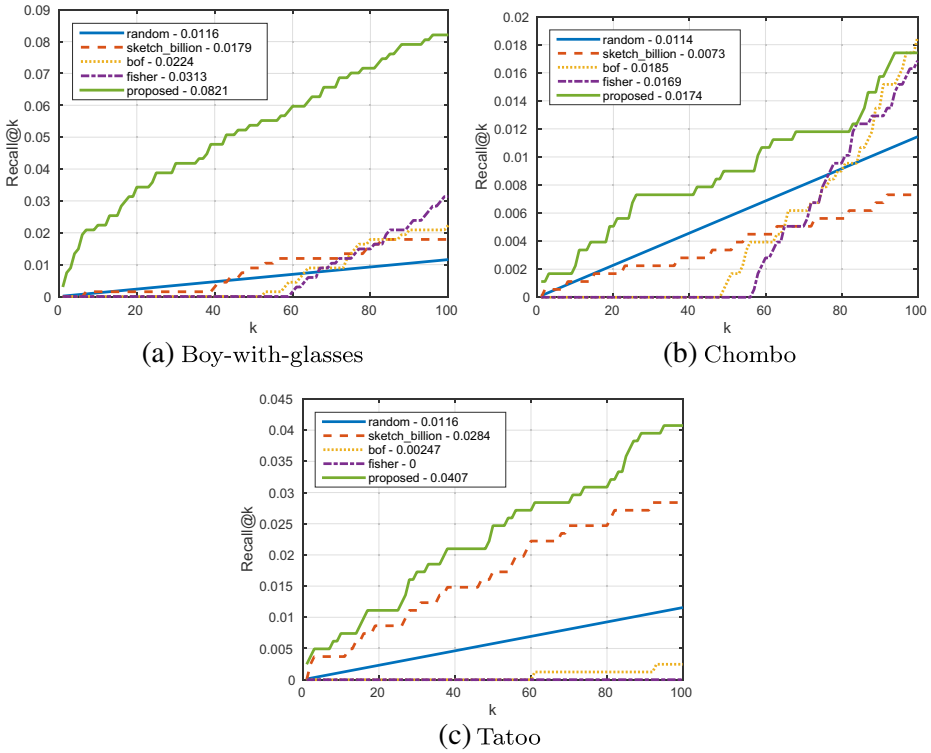 0.09
0.08
0.07
0.06
0.05
0.04
0.03
0.02
0.01
0
Recall@k
random - 0.0116
sketch_billion - 0.0179
bof - 0.0224
fisher - 0.0313
proposed - 0.0821
0 20 40 60 80 100
k
(a) Boy-with-glasses
0.02
0.018
0.016
0.014
0.012
0.01
0.008
0.006
0.004
0.002
0
Recall@k
random - 0.0114
sketch_billion - 0.0073
bof - 0.0185
fisher - 0.0169
proposed - 0.0174
0 20 40 60 80 100
k
(b) Chombo
0.045
0.04
0.035
0.03
0.025
0.02
0.015
0.01
0.005
0
Recall@k
random - 0.0116
sketch_billion - 0.0284
bof - 0.00247
fisher - 0
proposed - 0.0407
0 20 40 60 80 100
k
(c) Tatoo